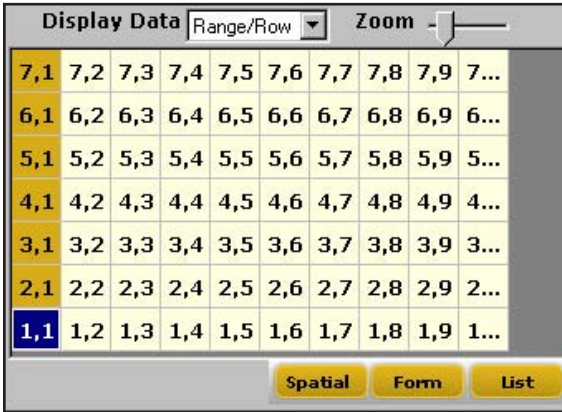 Display Data Range/Row Zoom
7,1 7,2 7,3 7,4 7,5 7,6 7,7 7,8 7,9 7...
6,1 6,2 6,3 6,4 6,5 6,6 6,7 6,8 6,9 6...
5,1 5,2 5,3 5,4 5,5 5,6 5,7 5,8 5,9 5...
4,1 4,2 4,3 4,4 4,5 4,6 4,7 4,8 4,9 4...
3,1 3,2 3,3 3,4 3,5 3,6 3,7 3,8 3,9 3...
2,1 2,2 2,3 2,4 2,5 2,6 2,7 2,8 2,9 2...
1,1 1,2 1,3 1,4 1,5 1,6 1,7 1,8 1,9 1...
Spatial Form List